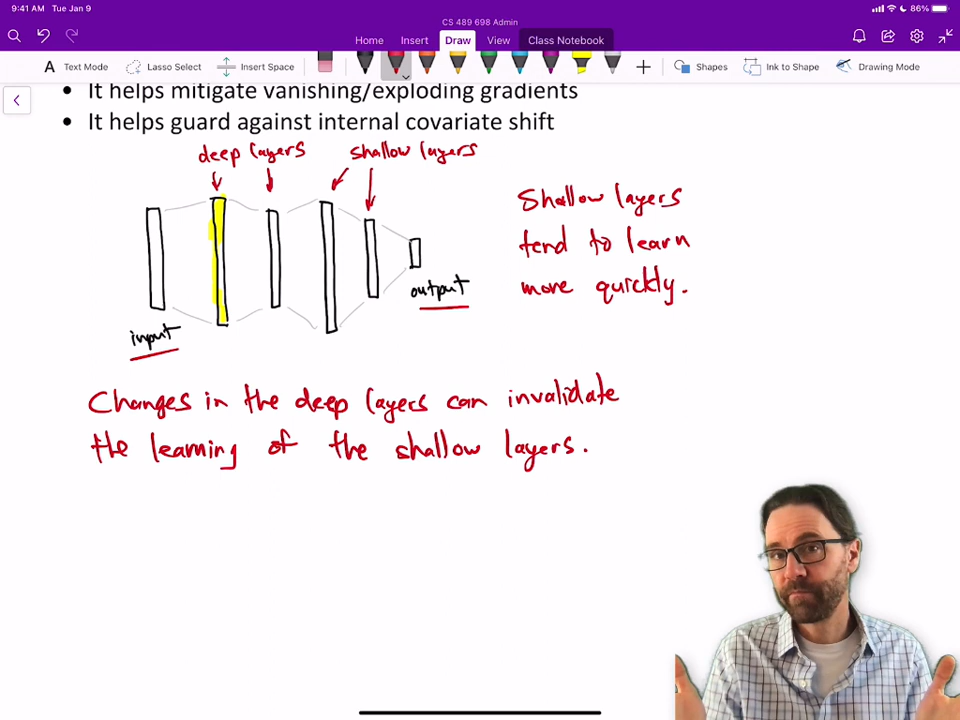 9:41 AM Tue Jan 9
86%
CS 489 698 Admin
Home Insert Draw View Class Notebook
Text Mode Lasso Select Insert Space Shapes Ink to Shape Drawing Mode
• It helps mitigate vanishing/exploding gradients
• It helps guard against internal covariate shift
deep layers shallow layers
Shallow layers
tend to learn
more quickly.
output
input
Changes in the deep layers can invalidate
the learning of the shallow layers.